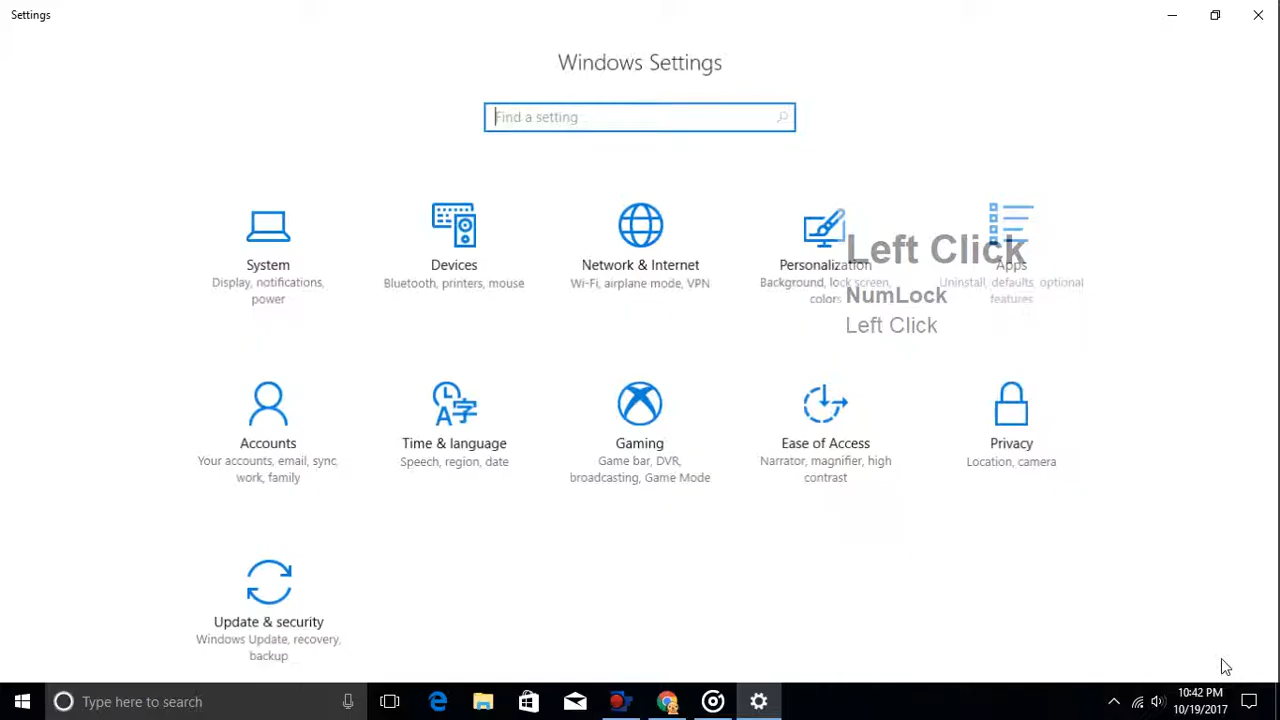 Settings
Windows Settings
Find a setting
System
Display, notifications,
power
Devices
Bluetooth, printers, mouse
Network & Internet
Wi-Fi, airplane mode, VPN
Personalization
Background, lock screen,
colors
Apps
Uninstall, defaults, optional
features
Left Click
NumLock
Left Click
Accounts
Your accounts, email, sync,
work, family
Time & language
Speech, region, date
Gaming
Game bar, DVR,
broadcasting, Game Mode
Ease of Access
Narrator, magnifier, high
contrast
Privacy
Location, camera
Update & security
Windows Update, recovery,
backup
Type here to search
10:42 PM
10/19/2017